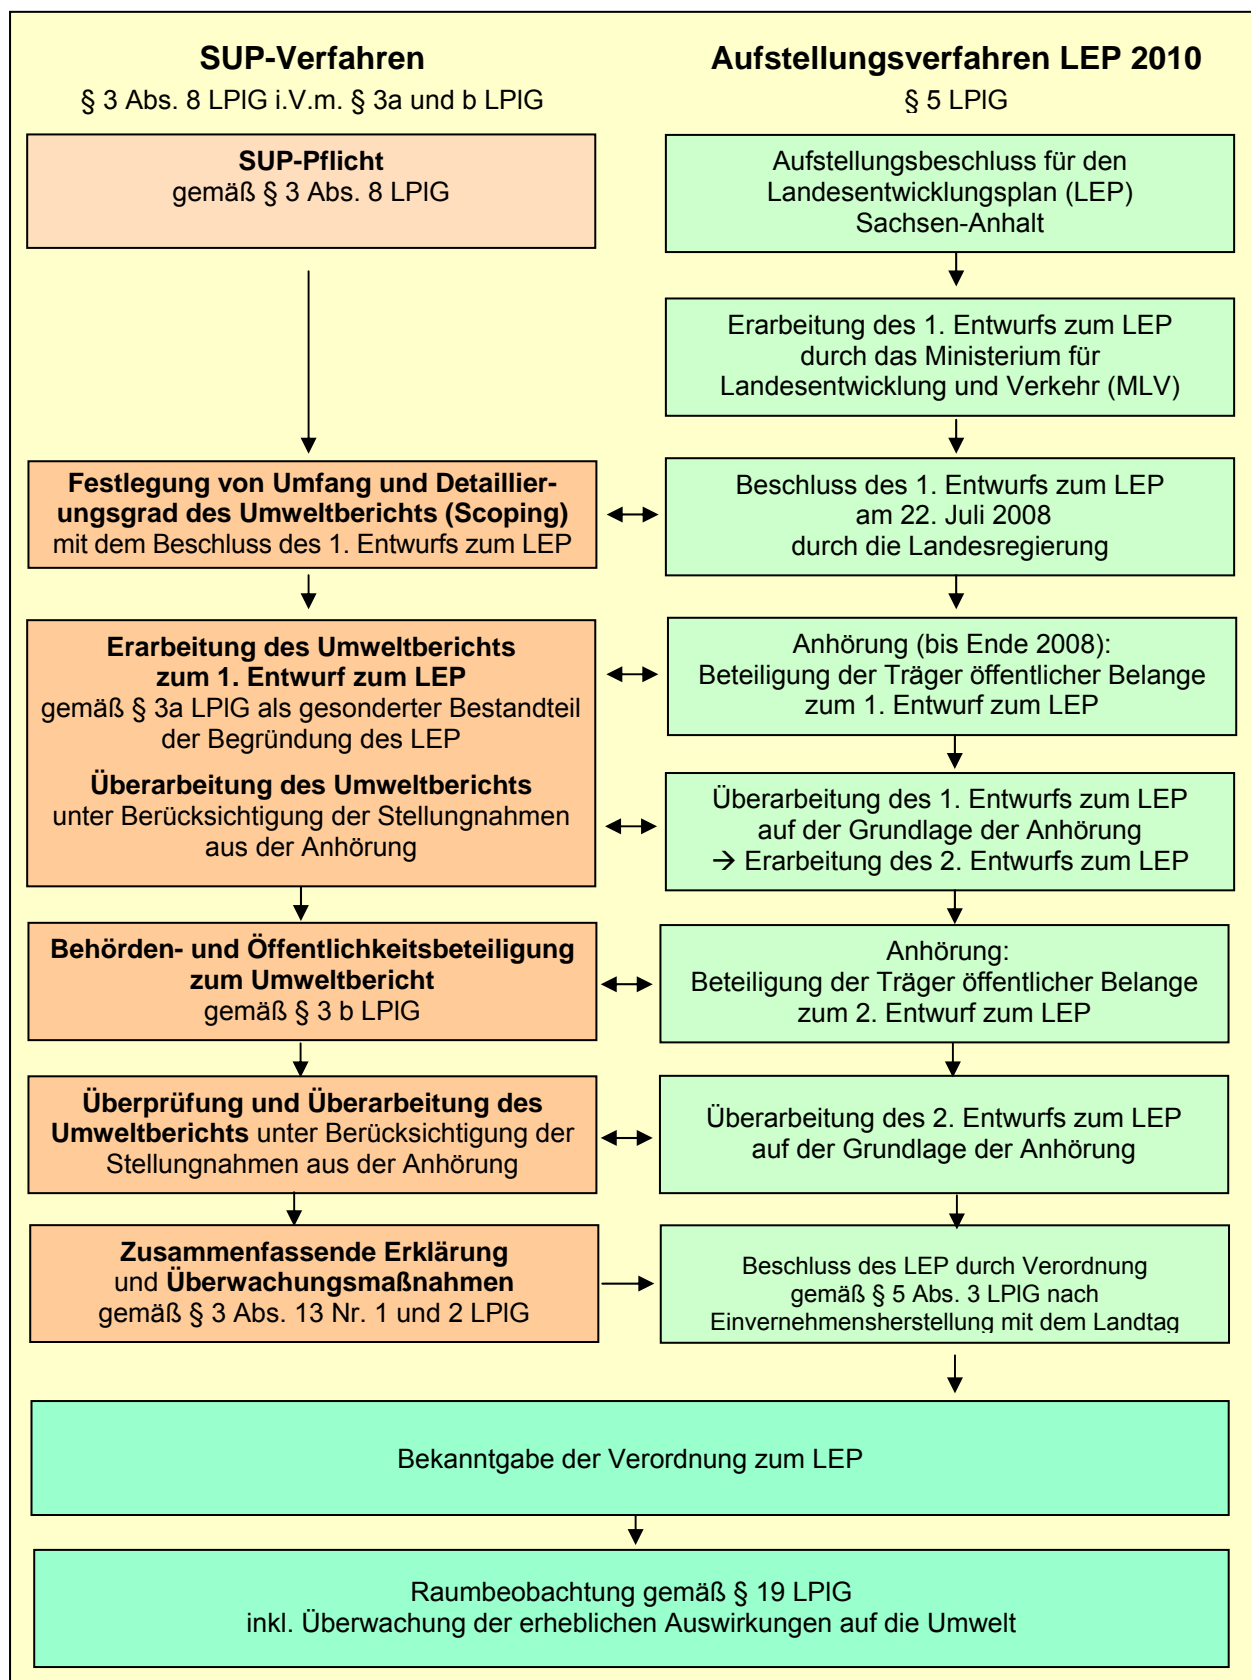 SUP-Verfahren
§ 3 Abs. 8 LPlG i.V.m. § 3a und b LPlG
SUP-Pflicht
gemäß § 3 Abs. 8 LPlG
Festlegung von Umfang und Detaillier-
ungsgrad des Umweltberichts (Scoping)
mit dem Beschluss des 1. Entwurfs zum LEP
Erarbeitung des Umweltberichts
zum 1. Entwurf zum LEP
gemäß § 3a LPlG als gesonderter Bestandteil
der Begründung des LEP
Überarbeitung des Umweltberichts
unter Berücksichtigung der Stellungnahmen
aus der Anhörung
Behörden- und Öffentlichkeitsbeteiligung
zum Umweltbericht
gemäß § 3 b LPlG
Überprüfung und Überarbeitung des
Umweltberichts unter Berücksichtigung der
Stellungnahmen aus der Anhörung
Zusammenfassende Erklärung
und Überwachungsmaßnahmen
gemäß § 3 Abs. 13 Nr. 1 und 2 LPlG
Aufstellungsverfahren LEP 2010
§ 5 LPlG
Aufstellungsbeschluss für den
Landesentwicklungsplan (LEP)
Sachsen-Anhalt
Erarbeitung des 1. Entwurfs zum LEP
durch das Ministerium für
Landesentwicklung und Verkehr (MLV)
Beschluss des 1. Entwurfs zum LEP
am 22. Juli 2008
durch die Landesregierung
Anhörung (bis Ende 2008):
Beteiligung der Träger öffentlicher Belange
zum 1. Entwurf zum LEP
Überarbeitung des 1. Entwurfs zum LEP
auf der Grundlage der Anhörung
→ Erarbeitung des 2. Entwurfs zum LEP
Anhörung:
Beteiligung der Träger öffentlicher Belange
zum 2. Entwurf zum LEP
Überarbeitung des 2. Entwurfs zum LEP
auf der Grundlage der Anhörung
Beschluss des LEP durch Verordnung
gemäß § 5 Abs. 3 LPlG nach
Einvernehmensherstellung mit dem Landtag
Bekanntgabe der Verordnung zum LEP
Raumbeobachtung gemäß § 19 LPlG
inkl. Überwachung der erheblichen Auswirkungen auf die Umwelt